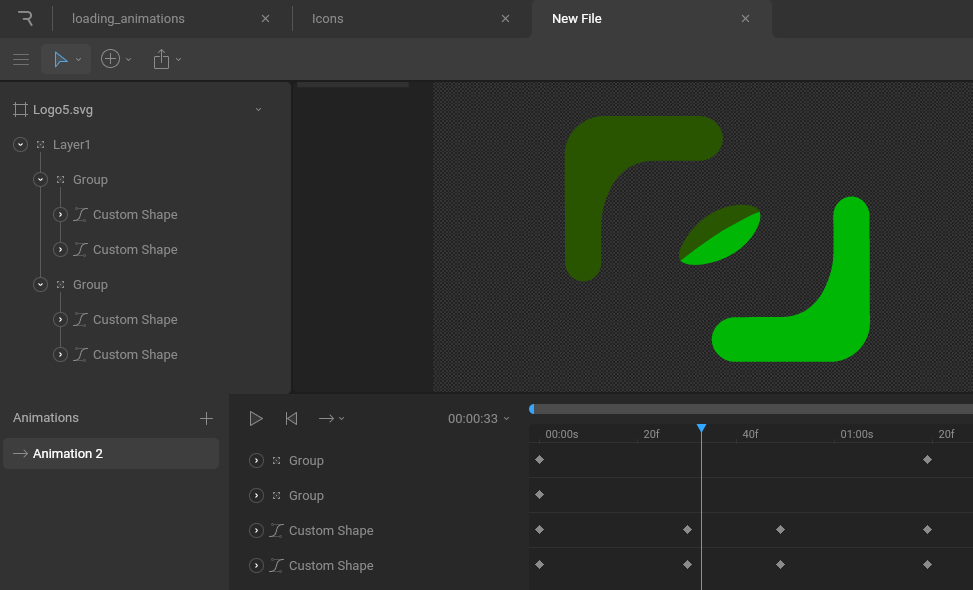 loading_animations
Icons
New File
Logo5.svg
Layer1
Group
Custom Shape
Custom Shape
Group
Custom Shape
Custom Shape
Animations
00:00:33
Animation 2
00:00s 20f 40f 01:00s 20f
Group
Group
Custom Shape
Custom Shape